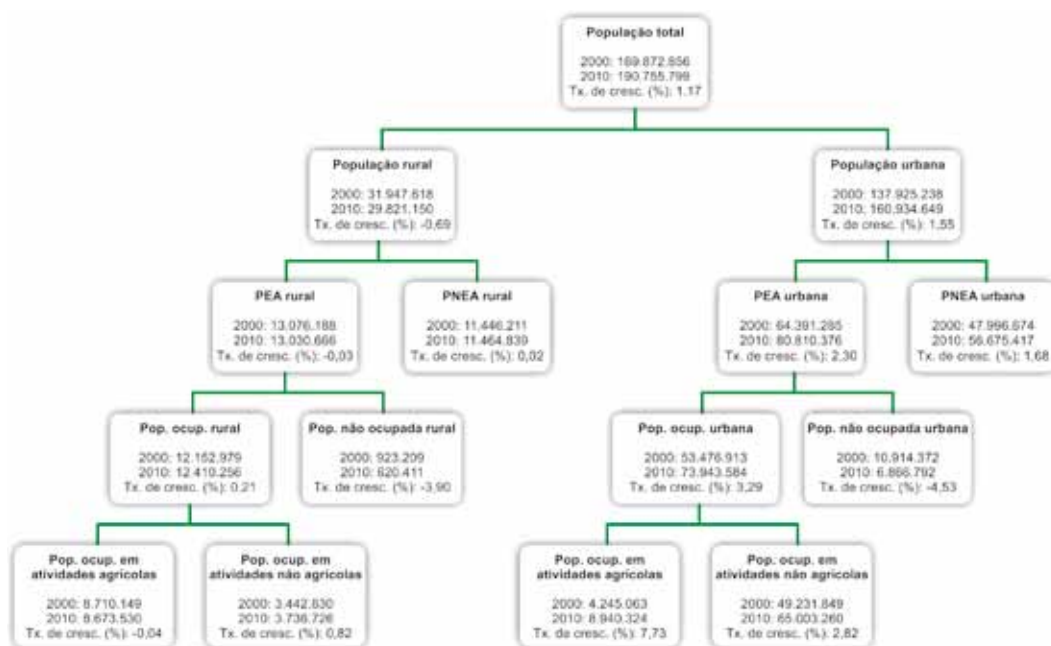 População total
2000: 169.872.856
2010: 190.755.799
Tx. de cresc. (%): 1,17
População rural
2000: 31.947.618
2010: 29.821.150
Tx. de cresc. (%): -0,69
População urbana
2000: 137.925.238
2010: 160.934.649
Tx. de cresc. (%): 1,55
PEA rural
2000: 13.076.188
2010: 13.030.666
Tx. de cresc. (%): -0,03
PNEA rural
2000: 11.446.211
2010: 11.464.839
Tx. de cresc. (%): 0,02
PEA urbana
2000: 64.391.285
2010: 80.810.376
Tx. de cresc. (%): 2,30
PNEA urbana
2000: 47.996.674
2010: 56.675.417
Tx. de cresc. (%): 1,68
Pop. ocup. rural
2000: 12.152.979
2010: 12.410.256
Tx. de cresc. (%): 0,21
Pop. não ocupada rural
2000: 923.209
2010: 620.411
Tx. de cresc. (%): -3,90
Pop. ocup. urbana
2000: 53.476.913
2010: 73.943.584
Tx. de cresc. (%): 3,29
Pop. não ocupada urbana
2000: 10.914.372
2010: 6.866.792
Tx. de cresc. (%): -4,53
Pop. ocup. em
atividades agrícolas
2000: 8.710.149
2010: 8.673.530
Tx. de cresc. (%): -0,04
Pop. ocup. em
atividades não agrícolas
2000: 3.442.830
2010: 3.736.726
Tx. de cresc. (%): 0,82
Pop. ocup. em
atividades agrícolas
2000: 4.245.063
2010: 8.940.324
Tx. de cresc. (%): 7,73
Pop. ocup. em
atividades não agrícolas
2000: 49.231.849
2010: 65.003.260
Tx. de cresc. (%): 2,82